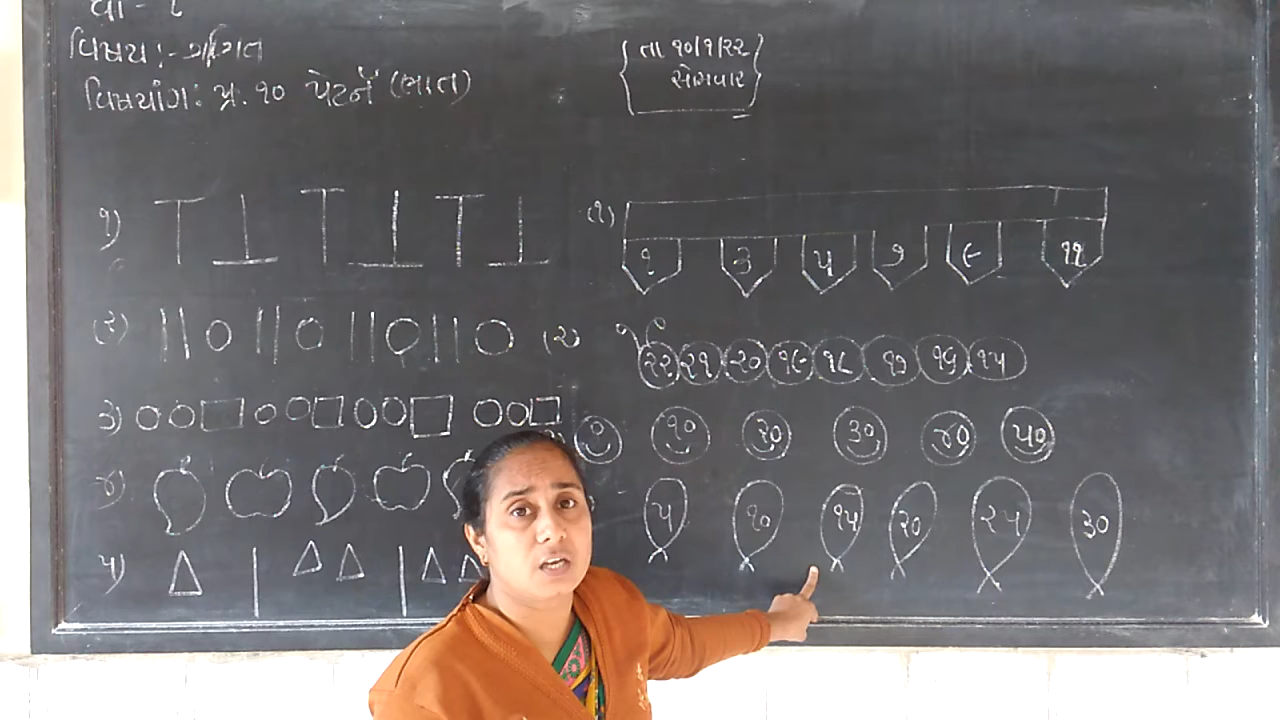 વિષય :- ગણિત
વિષયાંગ : પ્ર. ૧૦ પેટર્ન (ભાત)
તા ૧૦/૧/૨૨
સોમવાર
૧)
(૨)
૩)
૪)
૫)
(૧) ૧ ૩ ૫ ૭ ૯ ૧૧
(૨) ૨૨ ૨૧ ૨૦ ૧૯ ૧૮ ૧૭ ૧૬ ૧૫
૦ ૧૦ ૨૦ ૩૦ ૪૦ ૫૦
૫ ૧૦ ૧૫ ૨૦ ૨૫ ૩૦